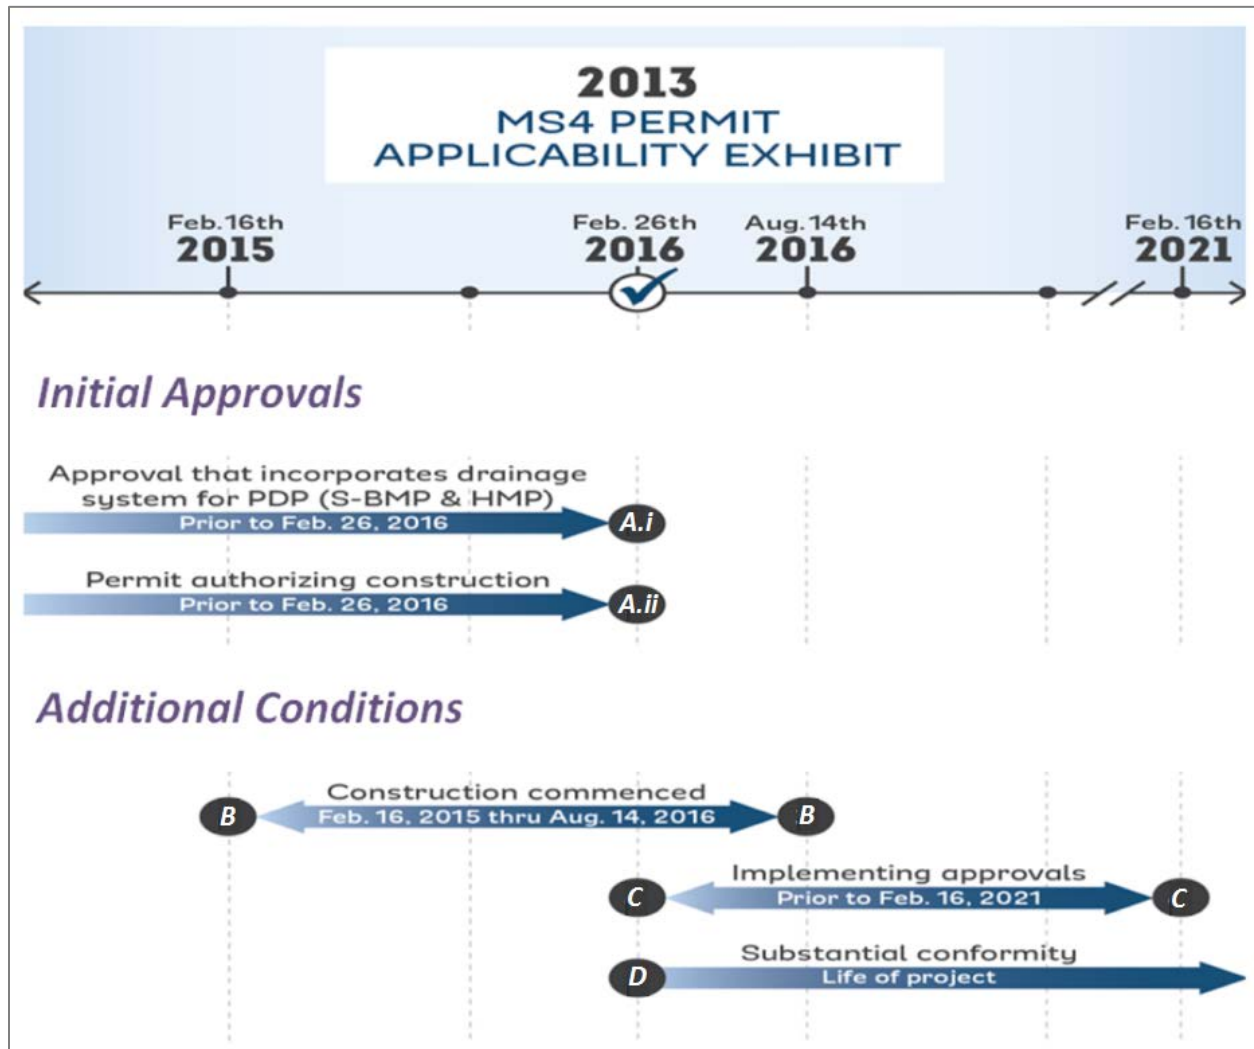 2013
MS4 PERMIT
APPLICABILITY EXHIBIT
Feb. 16th
2015
Feb. 26th
2016
Aug. 14th
2016
Feb. 16th
2021
Initial Approvals
Approval that incorporates drainage
system for PDP (S-BMP & HMP)
Prior to Feb. 26, 2016
A.i
Permit authorizing construction
Prior to Feb. 26, 2016
A.ii
Additional Conditions
Construction commenced
B
Feb. 16, 2015 thru Aug. 14, 2016
B
Implementing approvals
C
Prior to Feb. 16, 2021
C
Substantial conformity
D
Life of project